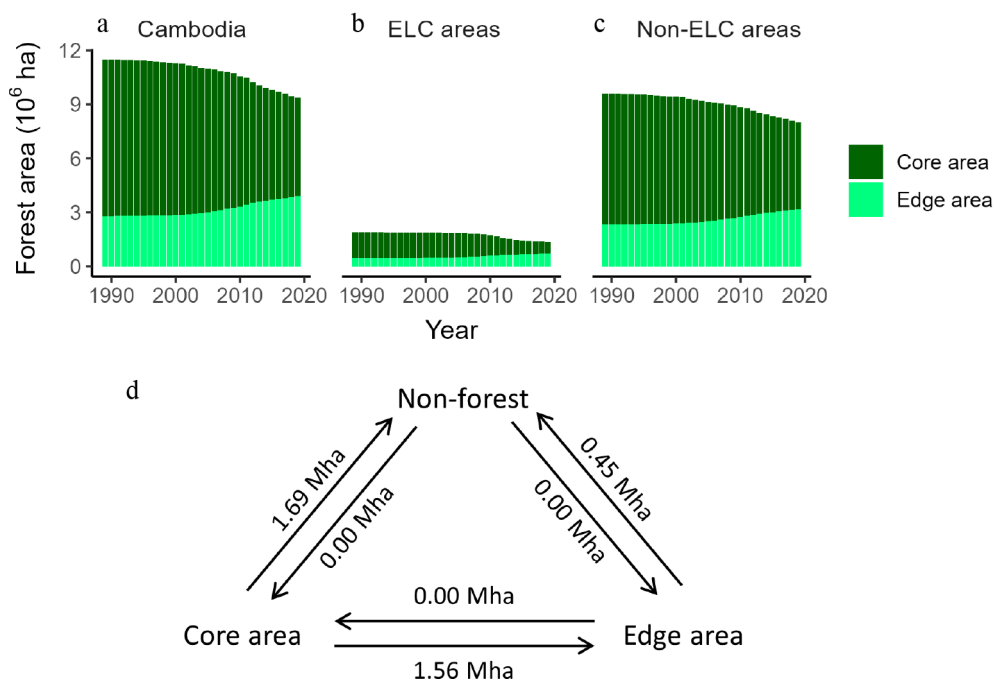 a Cambodia
b ELC areas
c Non-ELC areas
Forest area (10⁶ ha)
12
9
6
3
0
1990 2000 2010 2020
1990 2000 2010 2020
1990 2000 2010 2020
Year
Core area
Edge area
d
Non-forest
1.69 Mha
0.00 Mha
0.00 Mha
0.45 Mha
0.00 Mha
Core area
Edge area
1.56 Mha